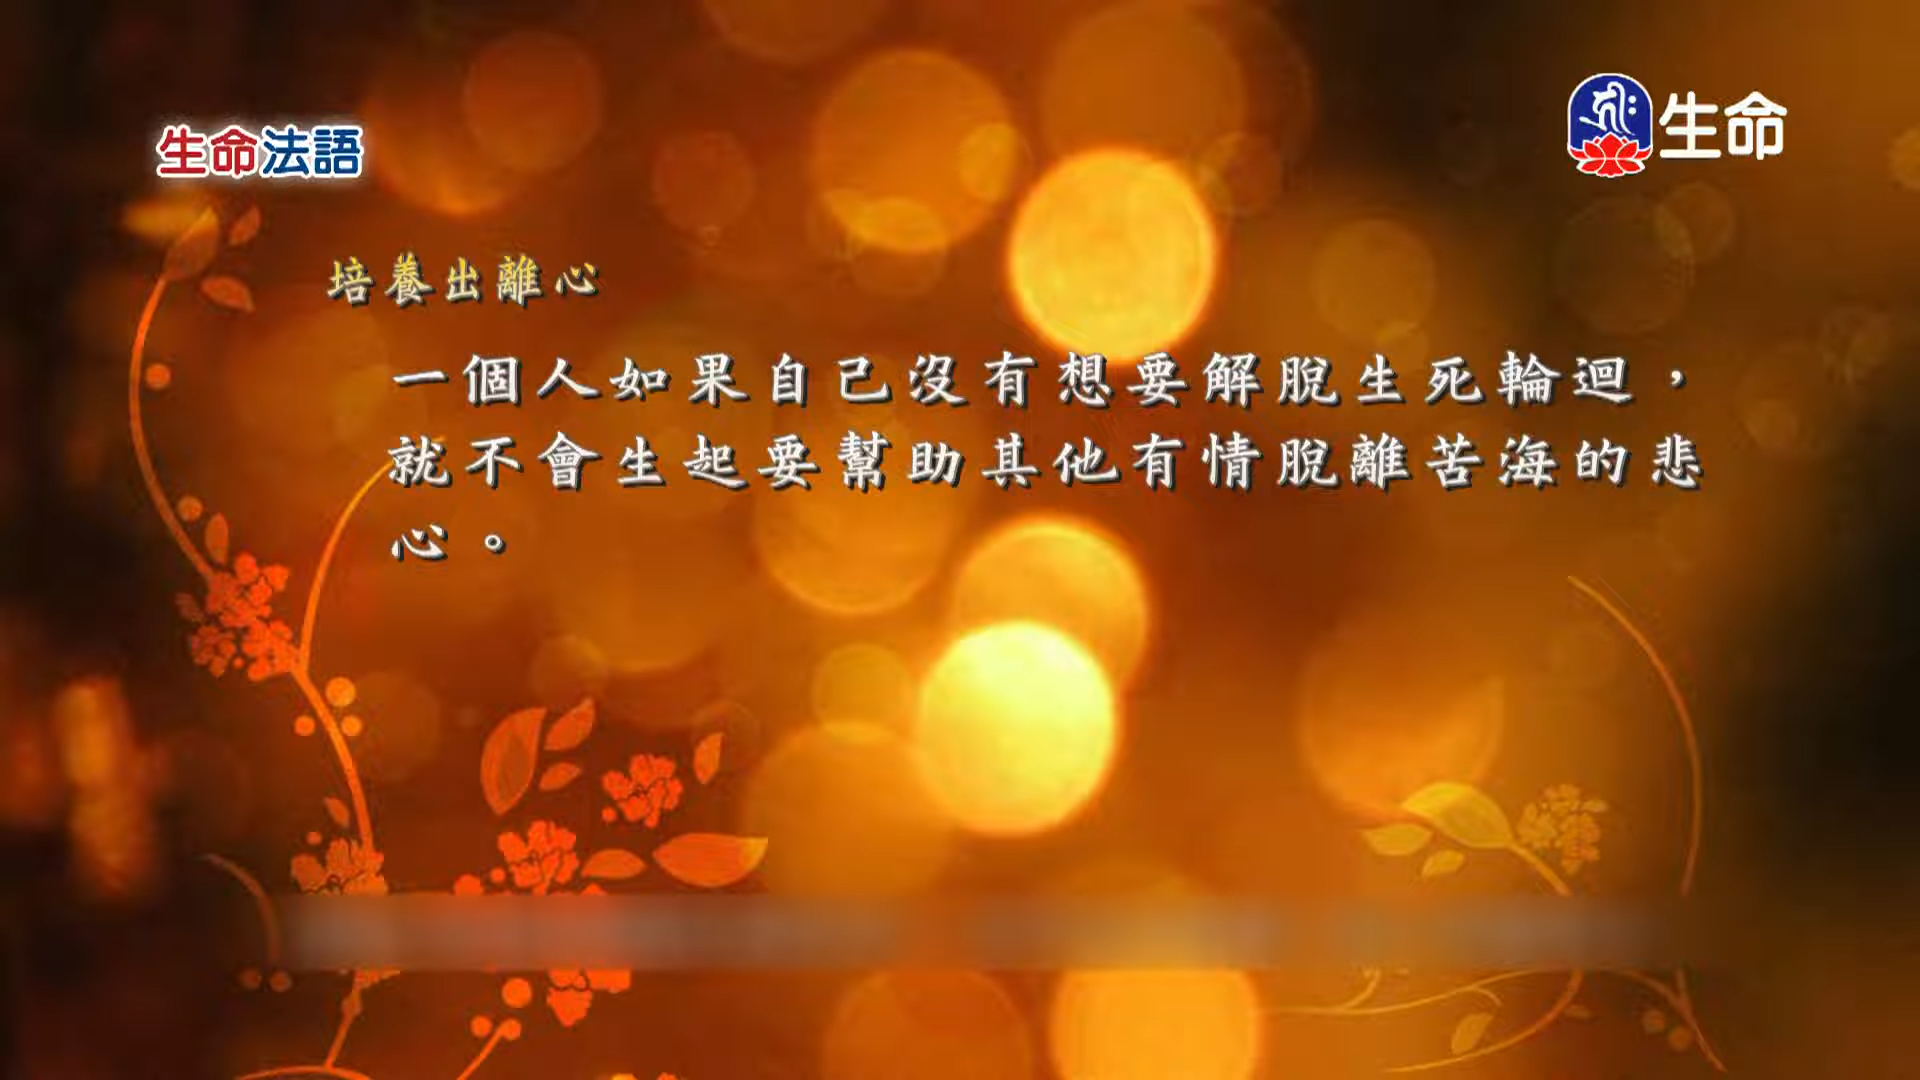 生命法語
生命
培養出離心
一個人如果自己沒有想要解脫生死輪迴，
就不會生起要幫助其他有情脫離苦海的悲
心。